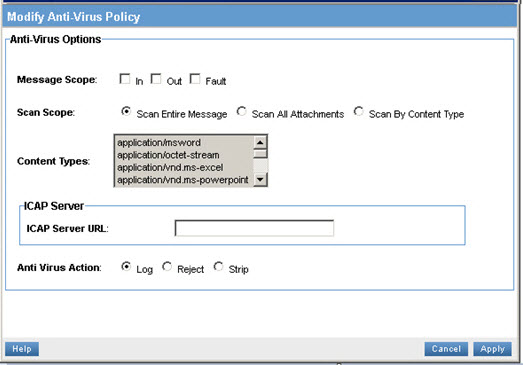 Modify Anti-Virus Policy
Anti-Virus Options
Message Scope: In Out Fault
Scan Scope: Scan Entire Message Scan All Attachments Scan By Content Type
Content Types:
application/msword
application/octet-stream
application/vnd.ms-excel
application/vnd.ms-powerpoint
ICAP Server
ICAP Server URL:
Anti Virus Action: Log Reject Strip
Help Cancel Apply